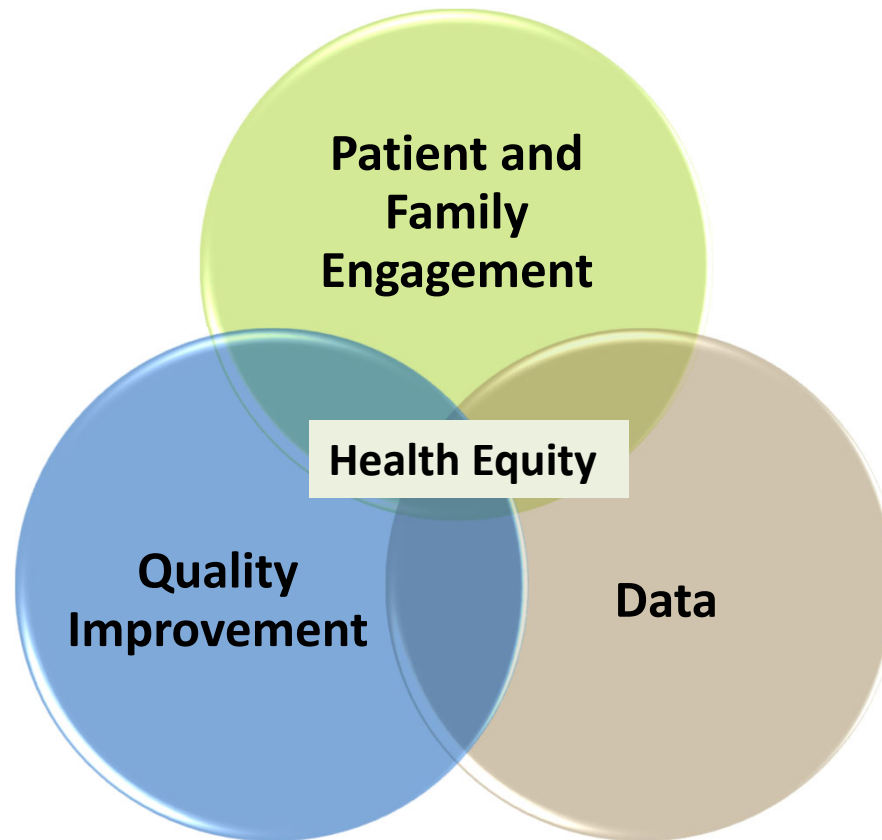 Patient and
Family
Engagement
Health Equity
Quality
Improvement
Data